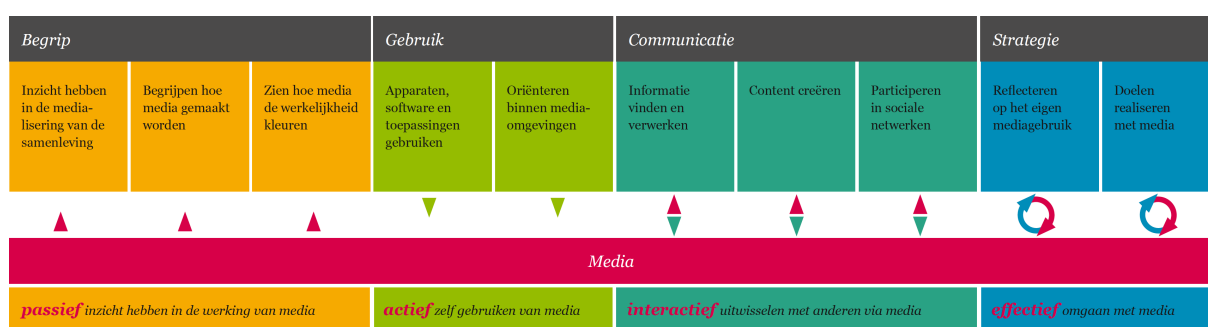 Begrip
Gebruik
Communicatie
Strategie
Inzicht hebben
in de media-
lisering van de
samenleving
Begrijpen hoe
media gemaakt
worden
Zien hoe media
de werkelijkheid
kleuren
Apparaten,
software en
toepassingen
gebruiken
Oriënteren
binnen media-
omgevingen
Informatie
vinden en
verwerken
Content creëren
Participeren
in sociale
netwerken
Reflecteren
op het eigen
mediagebruik
Doelen
realiseren
met media
Media
passief inzicht hebben in de werking van media
actief zelf gebruiken van media
interactief uitwisselen met anderen via media
effectief omgaan met media